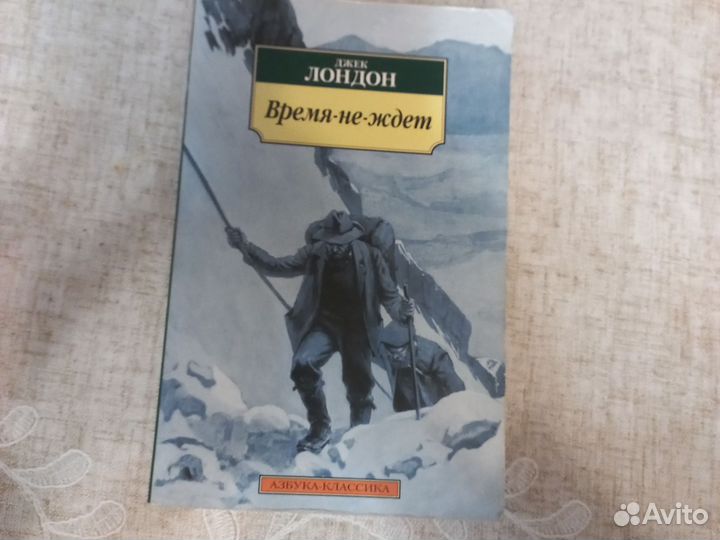 ДЖЕК
ЛОНДОН
Время-не-ждет
АЗБУКА-КЛАССИКА
Avito